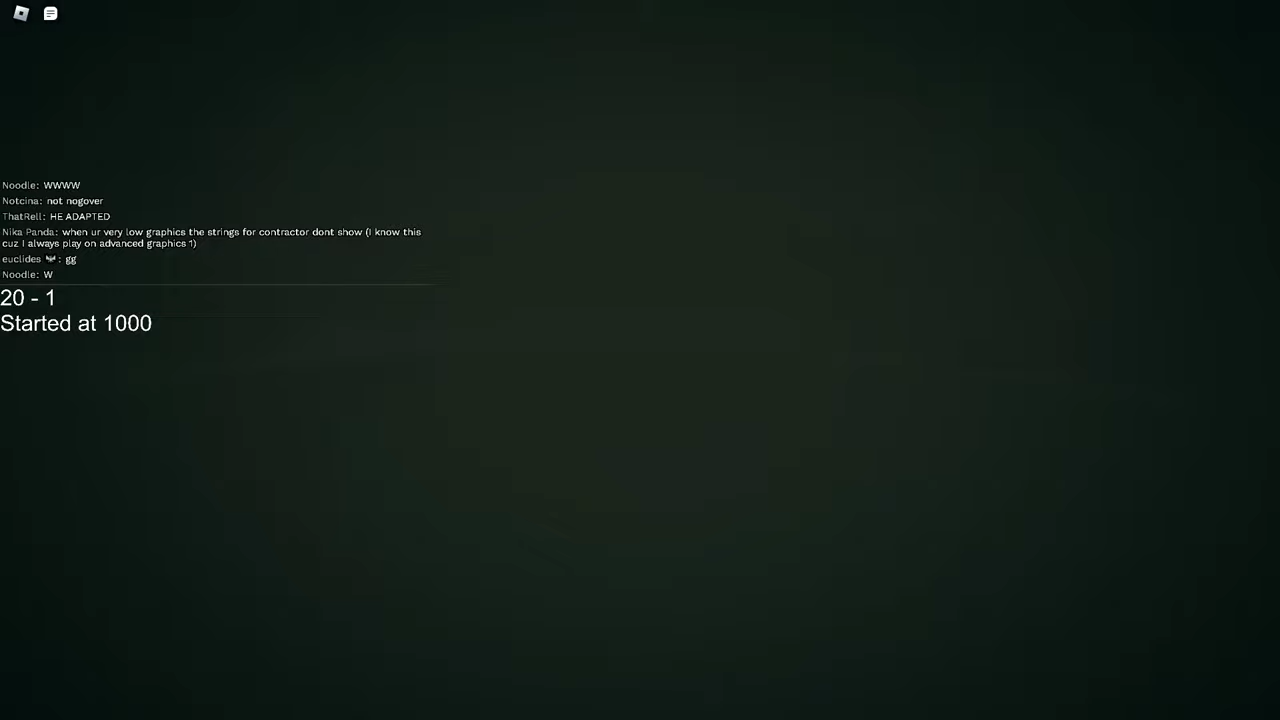 Noodle: WWWW
Notcina: not nogover
ThatRell: HE ADAPTED
Nika Panda: when ur very low graphics the strings for contractor dont show (I know this
cuz I always play on advanced graphics 1)
euclides : gg
Noodle: W
20 - 1
Started at 1000